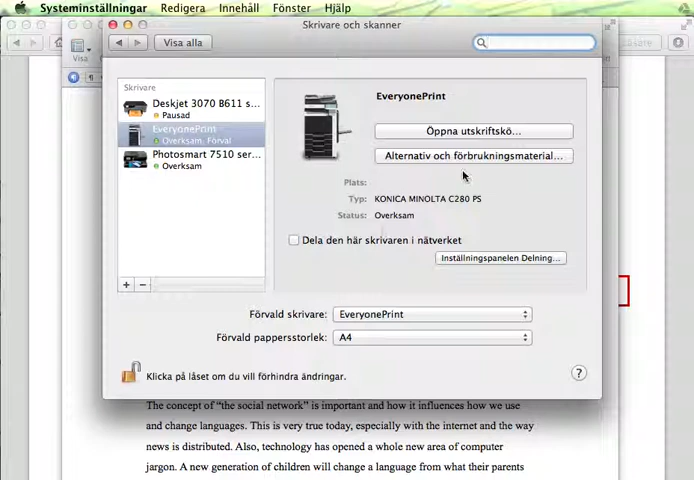 Systeminställningar Redigera Innehåll Fönster Hjälp
Skrivare och skanner
Visa alla
Visa
Skrivare
Deskjet 3070 B611 s...
Pausad
EveryonePrint
Overksam, Förval
Photosmart 7510 ser...
Overksam
+ −
EveryonePrint
Öppna utskriftskö...
Alternativ och förbrukningsmaterial...
Plats:
Typ: KONICA MINOLTA C280 PS
Status: Overksam
Dela den här skrivaren i nätverket
Inställningspanelen Delning...
Förvald skrivare: EveryonePrint
Förvald pappersstorlek: A4
Klicka på låset om du vill förhindra ändringar.
?
The concept of “the social network” is important and how it influences how we use
and change languages. This is very true today, especially with the internet and the way
news is distributed. Also, technology has opened a whole new area of computer
jargon. A new generation of children will change a language from what their parents